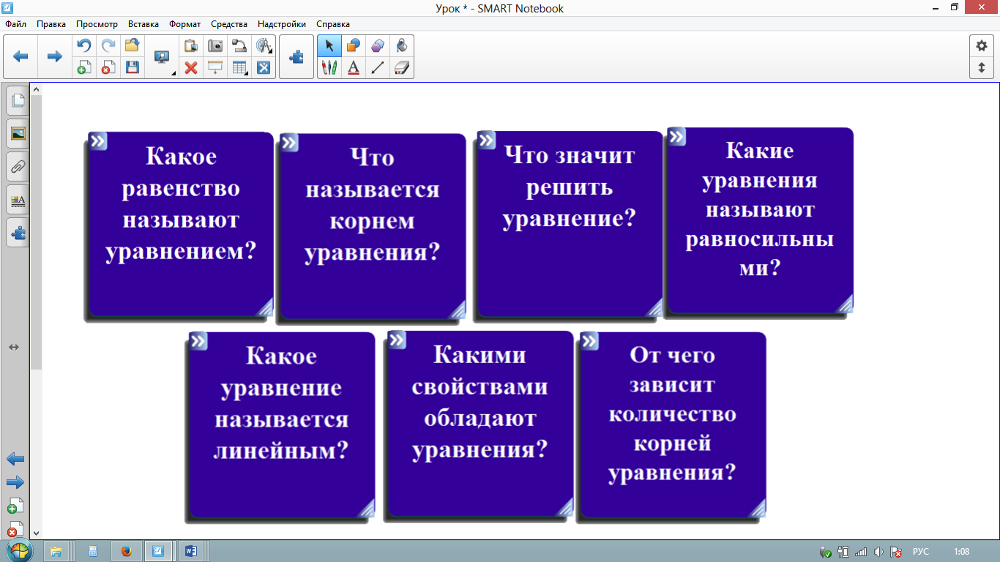 Урок * - SMART Notebook
Файл Правка Просмотр Вставка Формат Средства Надстройки Справка
Какое
равенство
называют
уравнением?
Что
называется
корнем
уравнения?
Что значит
решить
уравнение?
Какие
уравнения
называют
равносильны
ми?
Какое
уравнение
называется
линейным?
Какими
свойствами
обладают
уравнения?
От чего
зависит
количество
корней
уравнения?
РУС 1:08